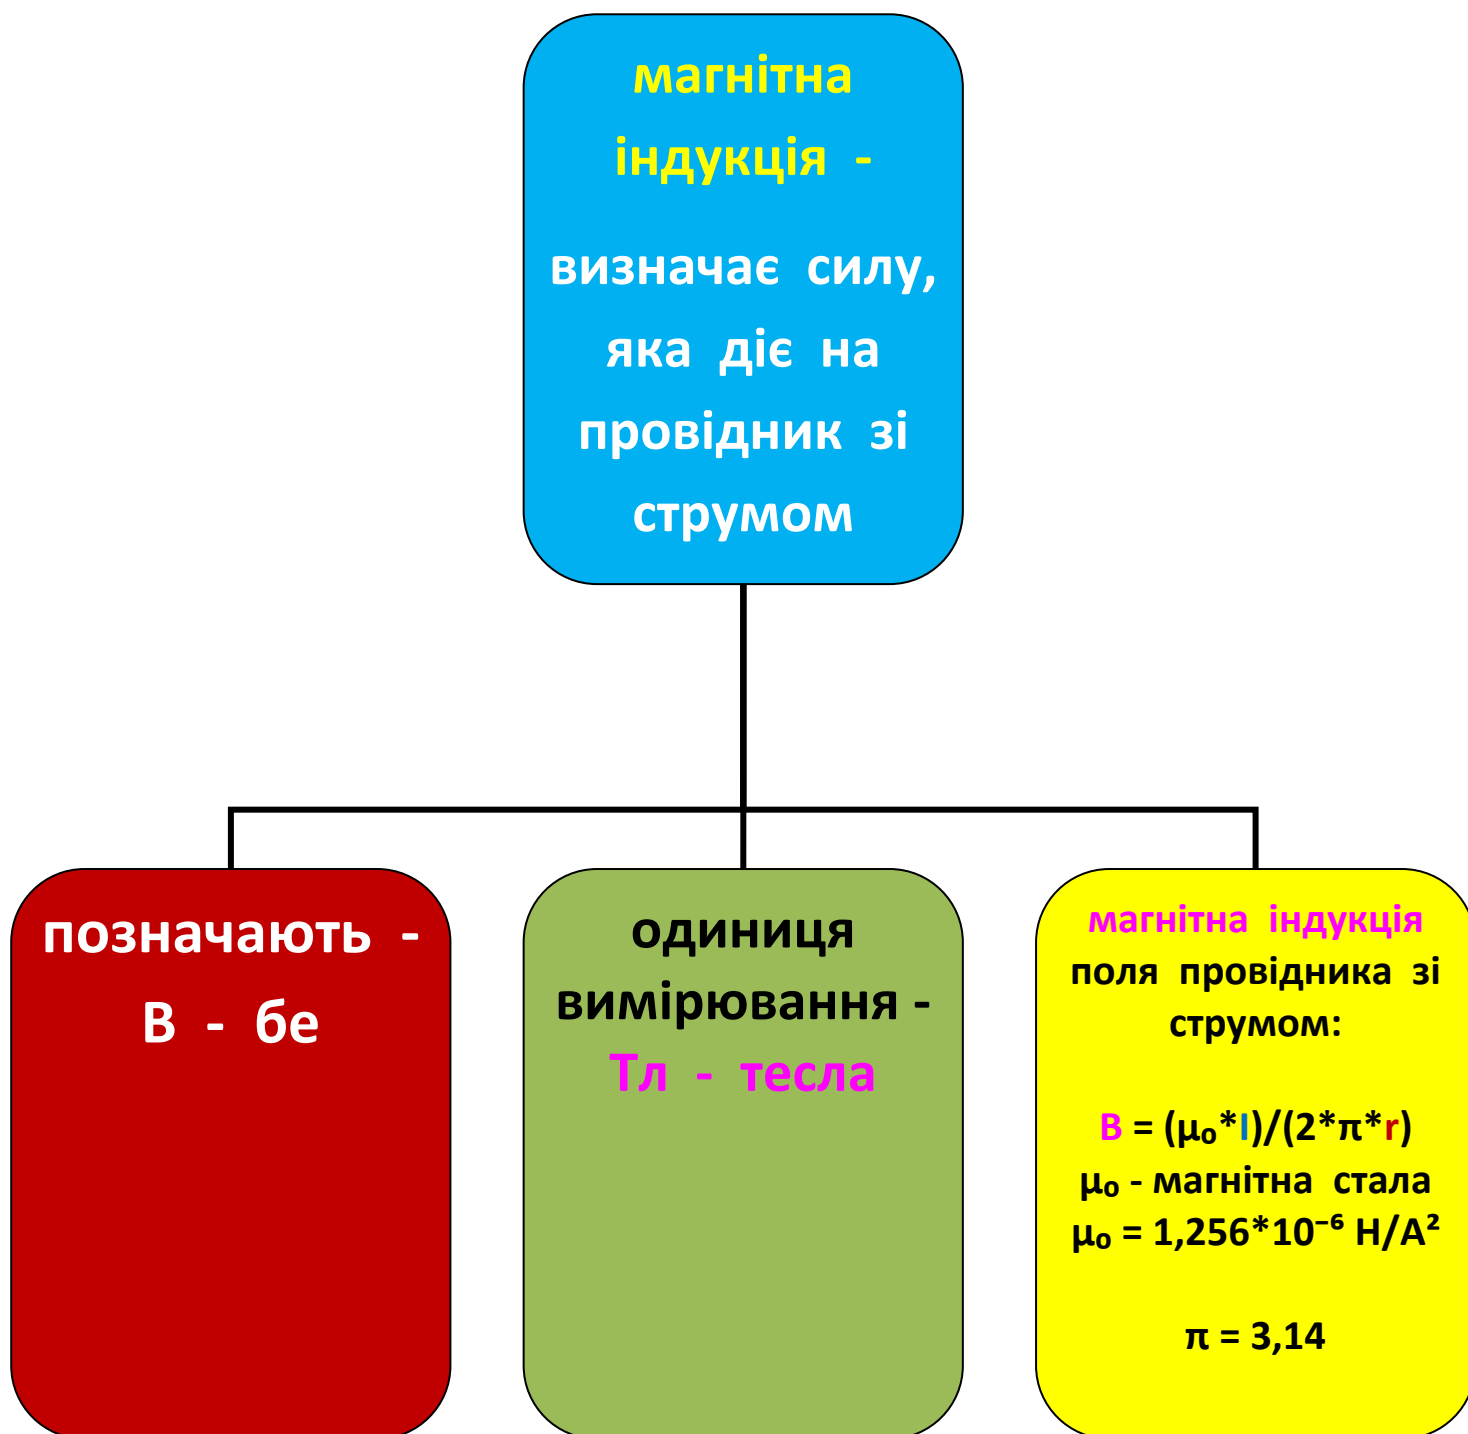 магнітна
індукція -
визначає силу,
яка діє на
провідник зі
струмом
позначають -
В - бе
одиниця
вимірювання -
Тл - тесла
магнітна індукція
поля провідника зі
струмом:
В = (μ₀*I)/(2*π*r)
μ₀ - магнітна стала
μ₀ = 1,256*10⁻⁶ Н/А²
π = 3,14